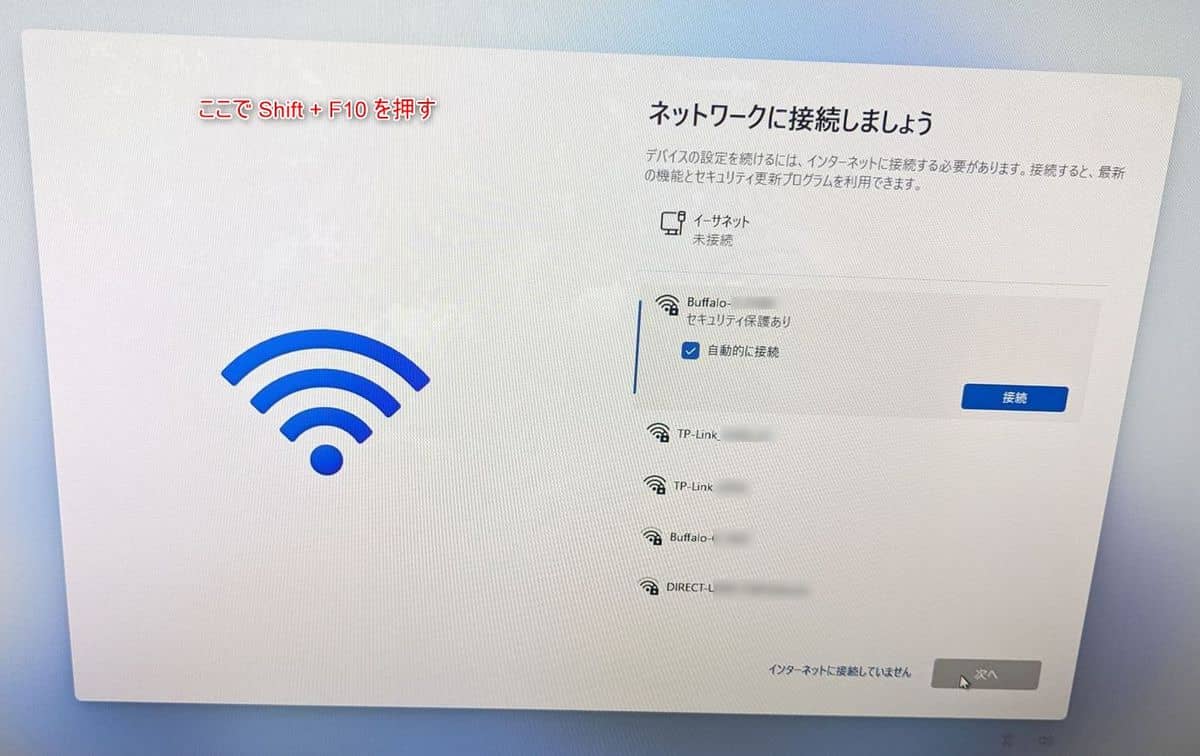 ここで Shift + F10 を押す
ネットワークに接続しましょう
デバイスの設定を続けるには、インターネットに接続する必要があります。接続すると、最新
の機能とセキュリティ更新プログラムを利用できます。
イーサネット
未接続
Buffalo-
セキュリティ保護あり
自動的に接続
接続
TP-Link_
TP-Link
Buffalo-
DIRECT-L
インターネットに接続していません
次へ